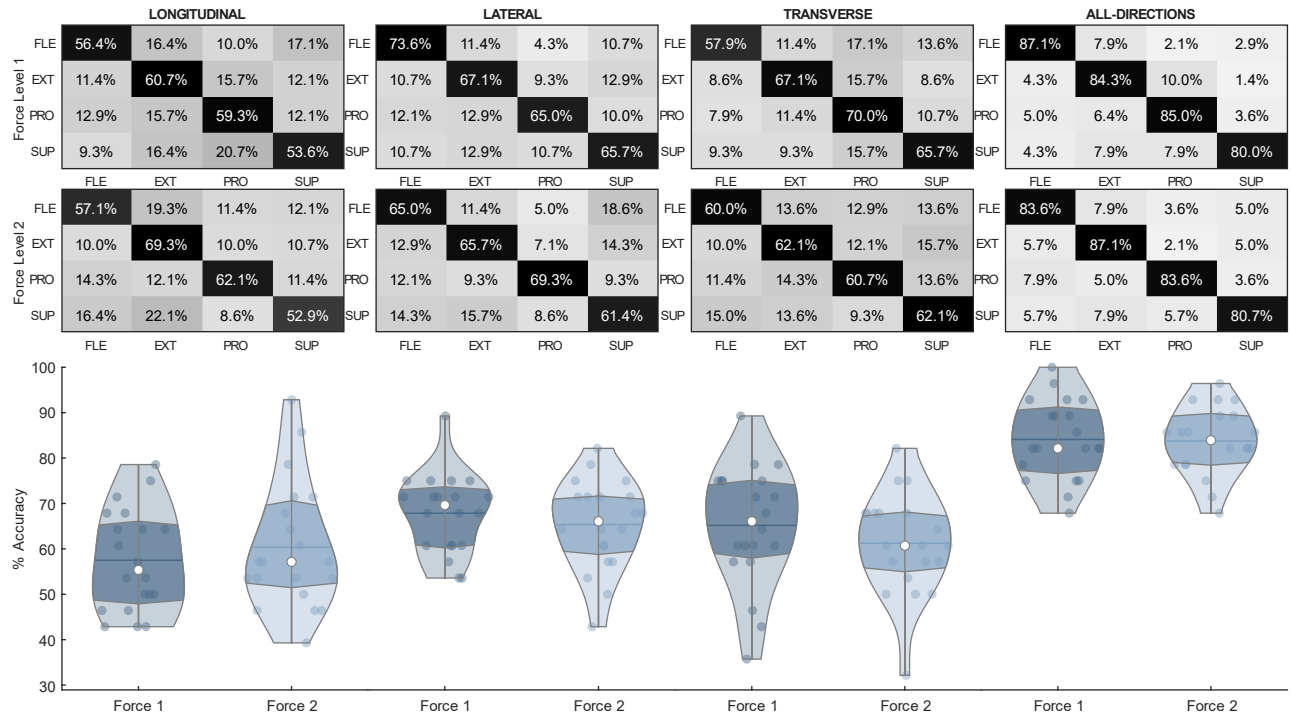 LONGITUDINAL LATERAL TRANSVERSE ALL-DIRECTIONS
Force Level 1
FLE 56.4% 16.4% 10.0% 17.1% FLE 73.6% 11.4% 4.3% 10.7% FLE 57.9% 11.4% 17.1% 13.6% FLE 87.1% 7.9% 2.1% 2.9%
EXT 11.4% 60.7% 15.7% 12.1% EXT 10.7% 67.1% 9.3% 12.9% EXT 8.6% 67.1% 15.7% 8.6% EXT 4.3% 84.3% 10.0% 1.4%
PRO 12.9% 15.7% 59.3% 12.1% PRO 12.1% 12.9% 65.0% 10.0% PRO 7.9% 11.4% 70.0% 10.7% PRO 5.0% 6.4% 85.0% 3.6%
SUP 9.3% 16.4% 20.7% 53.6% SUP 10.7% 12.9% 10.7% 65.7% SUP 9.3% 9.3% 15.7% 65.7% SUP 4.3% 7.9% 7.9% 80.0%
FLE EXT PRO SUP FLE EXT PRO SUP FLE EXT PRO SUP FLE EXT PRO SUP
Force Level 2
FLE 57.1% 19.3% 11.4% 12.1% FLE 65.0% 11.4% 5.0% 18.6% FLE 60.0% 13.6% 12.9% 13.6% FLE 83.6% 7.9% 3.6% 5.0%
EXT 10.0% 69.3% 10.0% 10.7% EXT 12.9% 65.7% 7.1% 14.3% EXT 10.0% 62.1% 12.1% 15.7% EXT 5.7% 87.1% 2.1% 5.0%
PRO 14.3% 12.1% 62.1% 11.4% PRO 12.1% 9.3% 69.3% 9.3% PRO 11.4% 14.3% 60.7% 13.6% PRO 7.9% 5.0% 83.6% 3.6%
SUP 16.4% 22.1% 8.6% 52.9% SUP 14.3% 15.7% 8.6% 61.4% SUP 15.0% 13.6% 9.3% 62.1% SUP 5.7% 7.9% 5.7% 80.7%
FLE EXT PRO SUP FLE EXT PRO SUP FLE EXT PRO SUP FLE EXT PRO SUP
% Accuracy
100
90
80
70
60
50
40
30
Force 1 Force 2 Force 1 Force 2 Force 1 Force 2 Force 1 Force 2